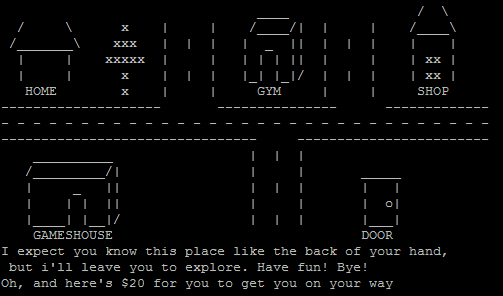 HOME
GYM
SHOP
GAMESHOUSE
DOOR
I expect you know this place like the back of your hand,
but i'll leave you to explore. Have fun! Bye!
Oh, and here's $20 for you to get you on your way